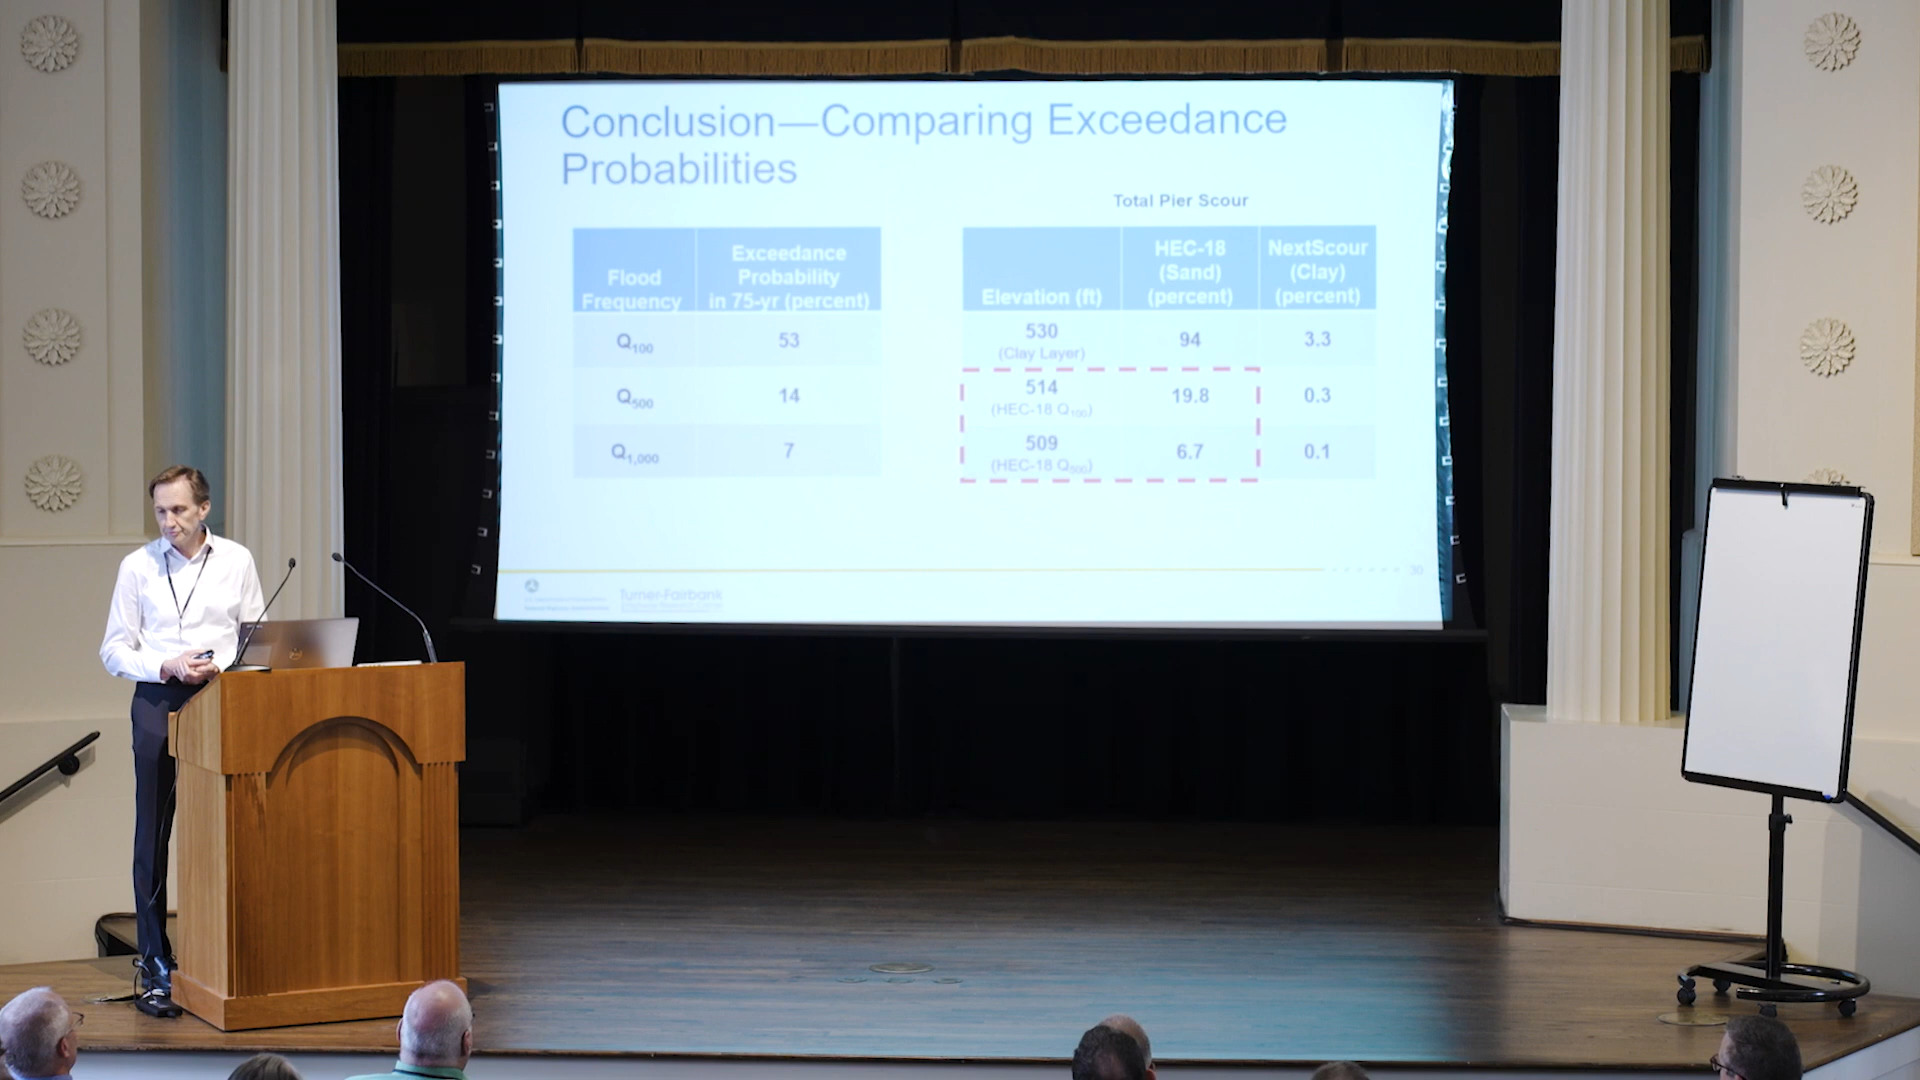 Conclusion—Comparing Exceedance
Probabilities
Total Pier Scour
Flood
Frequency
Exceedance
Probability
in 75-yr (percent)
Q100
53
Q500
14
Q1,000
7
Elevation (ft)
HEC-18
(Sand)
(percent)
NextScour
(Clay)
(percent)
530
(Clay Layer)
94
3.3
514
(HEC-18 Q100)
19.8
0.3
509
(HEC-18 Q500)
6.7
0.1
30
Turner-Fairbank